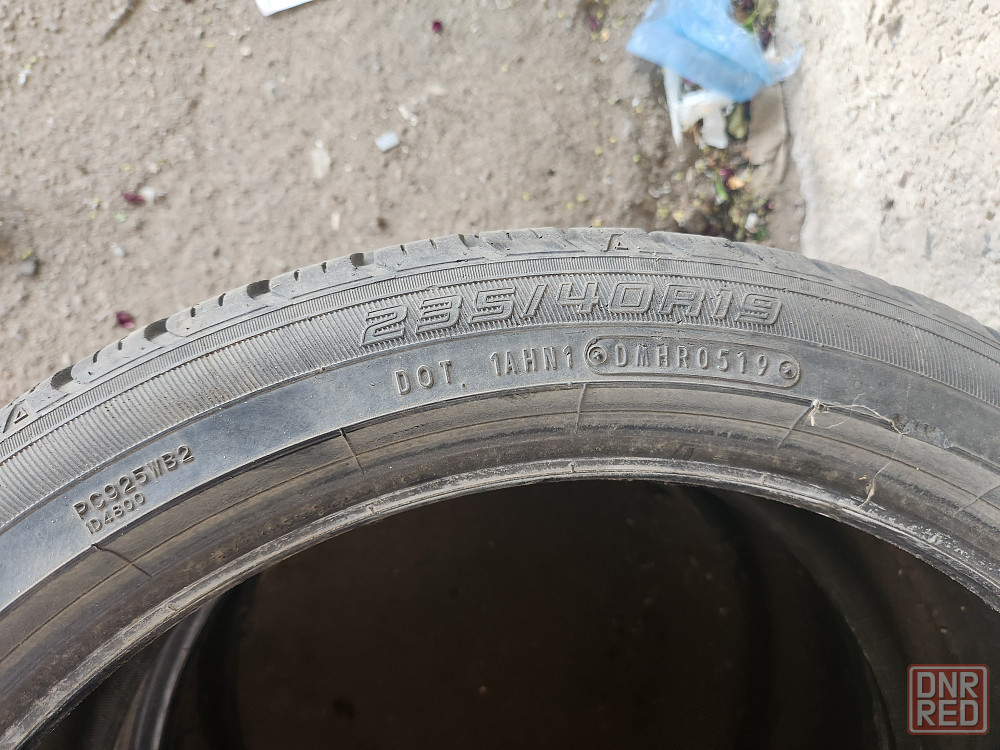 235/40R19
DOT. 1AHN1 DMHR0519
PC925WB2
ID4800
DNR
RED